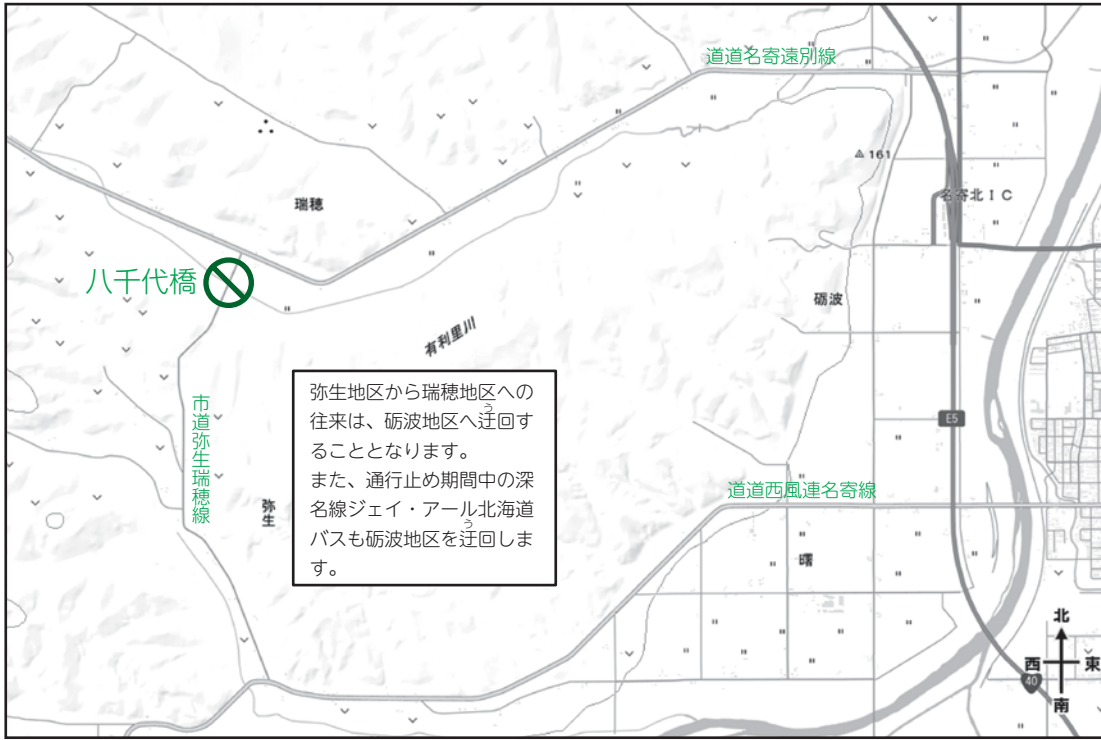 道道名寄遠別線
161
名寄北IC
瑞穂
八千代橋
砺波
有利里川
弥生地区から瑞穂地区への
往来は、砺波地区へ迂回す
ることとなります。
また、通行止め期間中の深
名線ジェイ・アール北海道
バスも砺波地区を迂回しま
す。
う
う
市道弥生瑞穂線
弥生
E5
道道西風連名寄線
曙
北
西
東
南
40